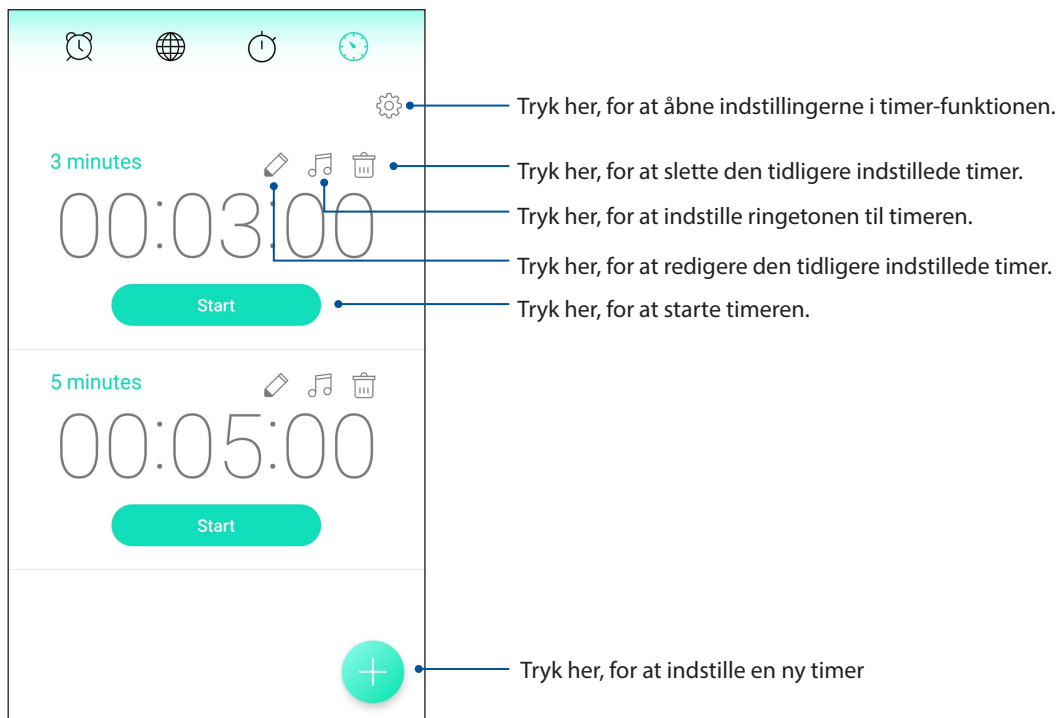 Tryk her, for at åbne indstillingerne i timer-funktionen.
3 minutes
Tryk her, for at slette den tidligere indstillede timer.
00:03:00
Tryk her, for at indstille ringetonen til timeren.
Tryk her, for at redigere den tidligere indstillede timer.
Start
Tryk her, for at starte timeren.
5 minutes
00:05:00
Start
Tryk her, for at indstille en ny timer